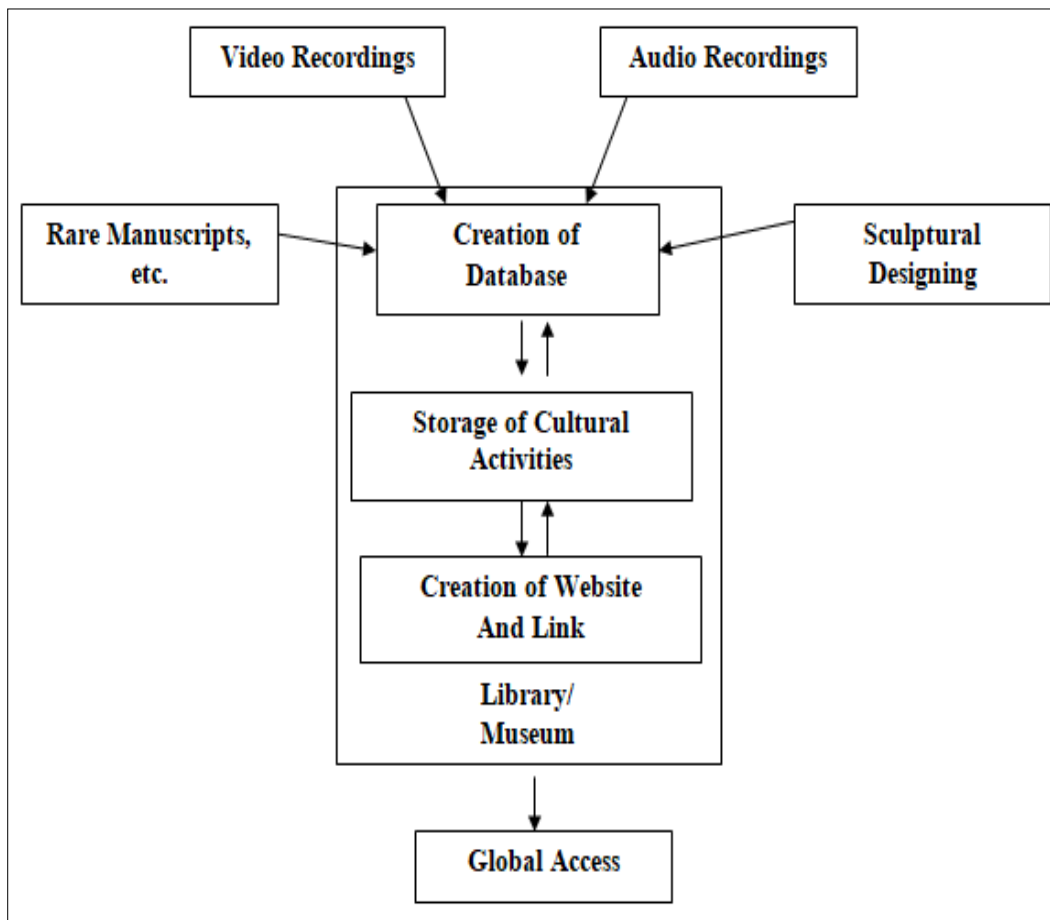 Video Recordings
Audio Recordings
Rare Manuscripts,
etc.
Creation of
Database
Sculptural
Designing
Storage of Cultural
Activities
Creation of Website
And Link
Library/
Museum
Global Access